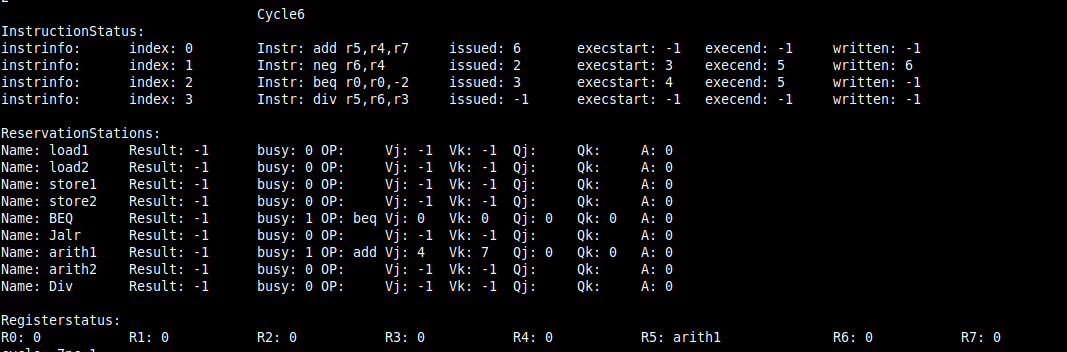 Cycle6
InstructionStatus:
instrinfo: index: 0 Instr: add r5,r4,r7 issued: 6 execstart: -1 execend: -1 written: -1
instrinfo: index: 1 Instr: neg r6,r4 issued: 2 execstart: 3 execend: 5 written: 6
instrinfo: index: 2 Instr: beq r0,r0,-2 issued: 3 execstart: 4 execend: 5 written: -1
instrinfo: index: 3 Instr: div r5,r6,r3 issued: -1 execstart: -1 execend: -1 written: -1
ReservationStations:
Name: load1 Result: -1 busy: 0 OP: Vj: -1 Vk: -1 Qj: Qk: A: 0
Name: load2 Result: -1 busy: 0 OP: Vj: -1 Vk: -1 Qj: Qk: A: 0
Name: store1 Result: -1 busy: 0 OP: Vj: -1 Vk: -1 Qj: Qk: A: 0
Name: store2 Result: -1 busy: 0 OP: Vj: -1 Vk: -1 Qj: Qk: A: 0
Name: BEQ Result: -1 busy: 1 OP: beq Vj: 0 Vk: 0 Qj: 0 Qk: 0 A: 0
Name: Jalr Result: -1 busy: 0 OP: Vj: -1 Vk: -1 Qj: Qk: A: 0
Name: arith1 Result: -1 busy: 1 OP: add Vj: 4 Vk: 7 Qj: 0 Qk: 0 A: 0
Name: arith2 Result: -1 busy: 0 OP: Vj: -1 Vk: -1 Qj: Qk: A: 0
Name: Div Result: -1 busy: 0 OP: Vj: -1 Vk: -1 Qj: Qk: A: 0
Registerstatus:
R0: 0 R1: 0 R2: 0 R3: 0 R4: 0 R5: arith1 R6: 0 R7: 0